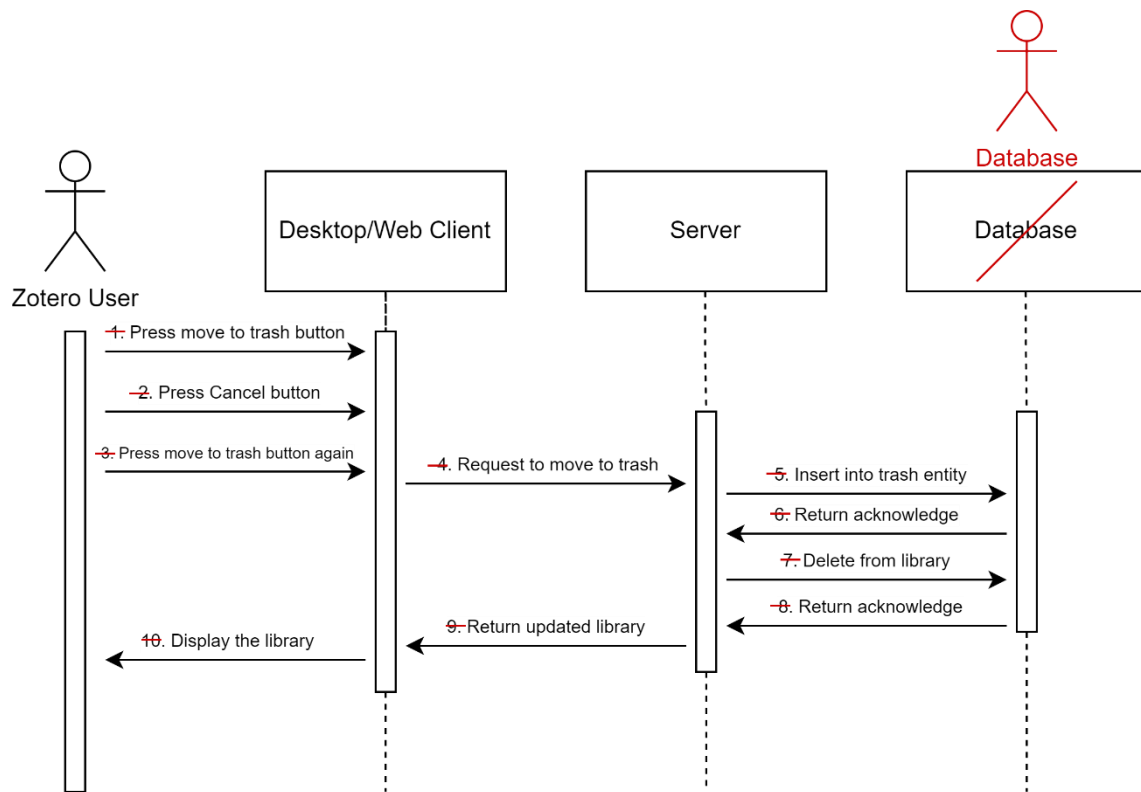 Database
Desktop/Web Client
Server
Database
Zotero User
1. Press move to trash button
2. Press Cancel button
3. Press move to trash button again
4. Request to move to trash
5. Insert into trash entity
6. Return acknowledge
7. Delete from library
8. Return acknowledge
9. Return updated library
10. Display the library